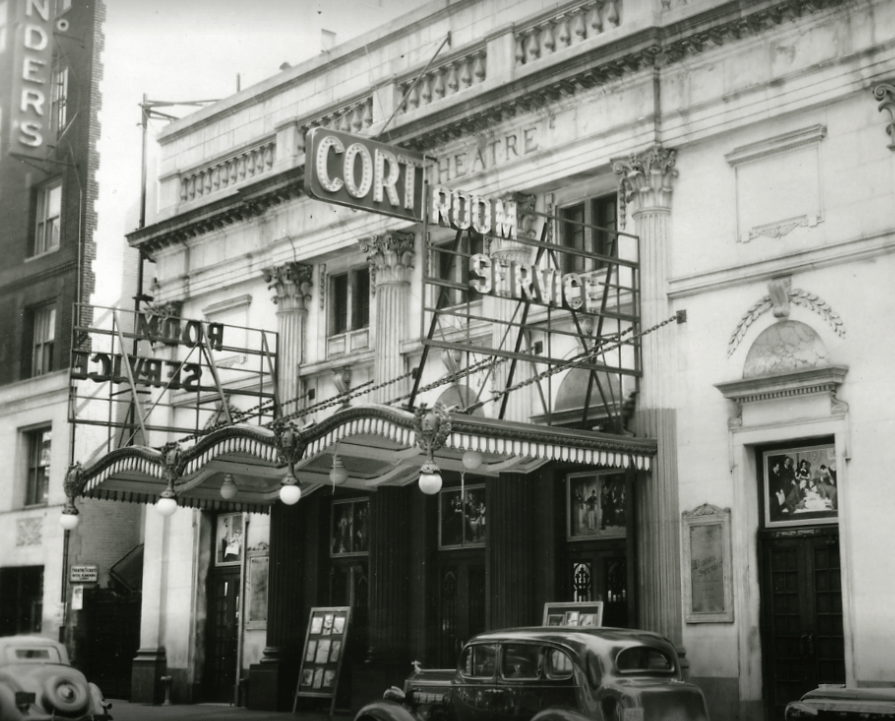 NDERS
CORT
THEATRE
ROOM
SERVICE
ROOM
SERVICE